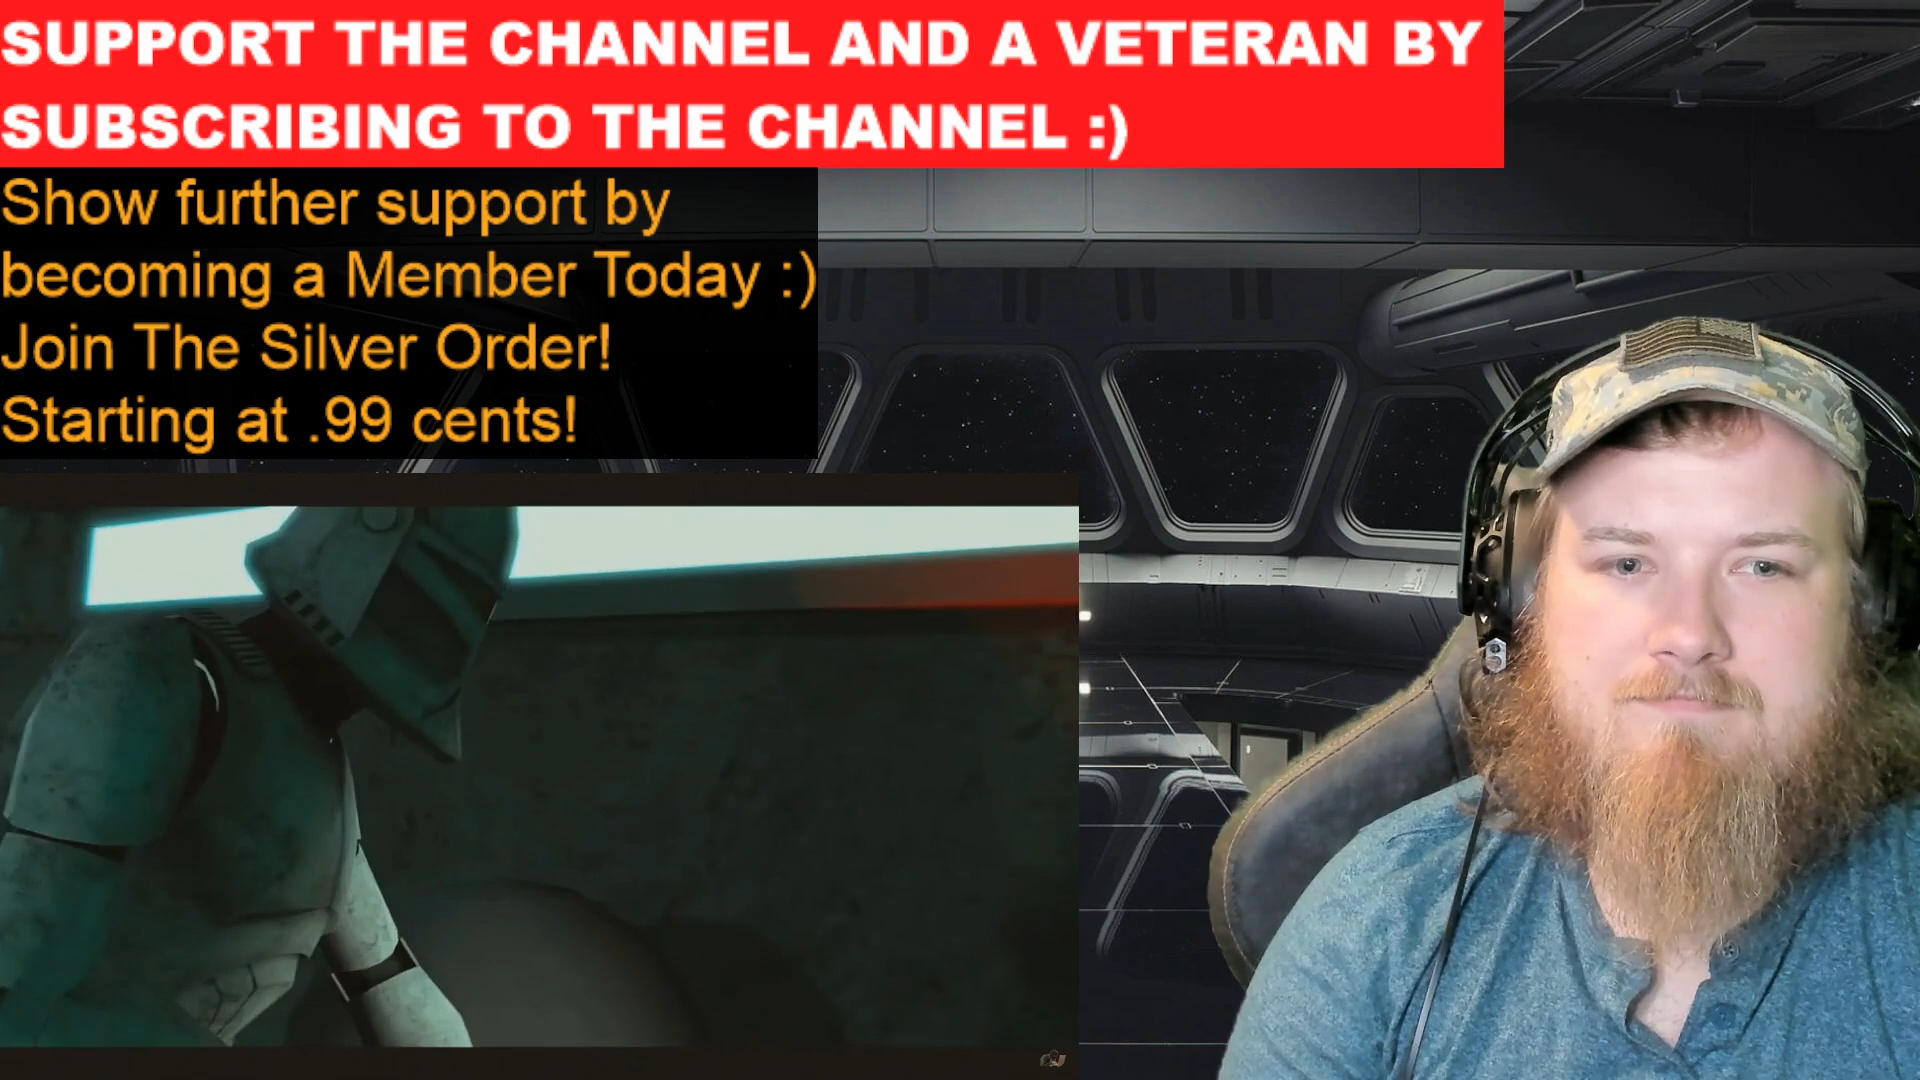 SUPPORT THE CHANNEL AND A VETERAN BY
SUBSCRIBING TO THE CHANNEL :)
Show further support by
becoming a Member Today :)
Join The Silver Order!
Starting at .99 cents!